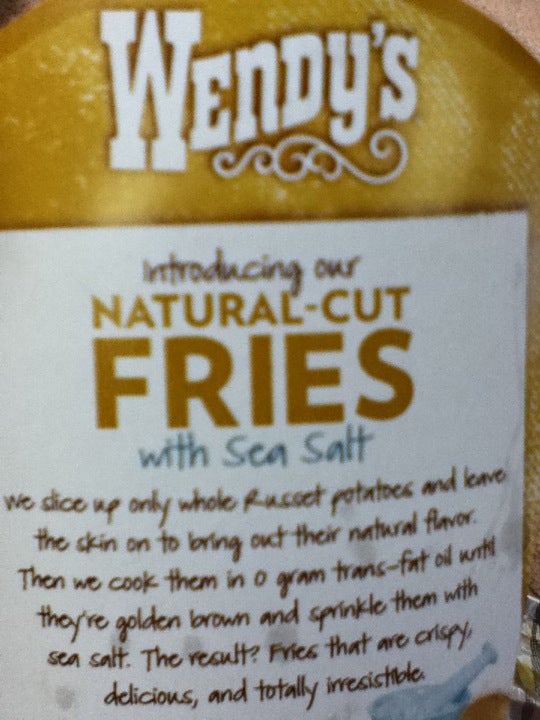 WENDY'S
Introducing our
NATURAL-CUT
FRIES
with Sea Salt
We slice up only whole Russet potatoes and leave
the skin on to bring out their natural flavor.
Then we cook them in 0 gram trans-fat oil until
they're golden brown and sprinkle them with
sea salt. The result? Fries that are crispy,
delicious, and totally irresistible.